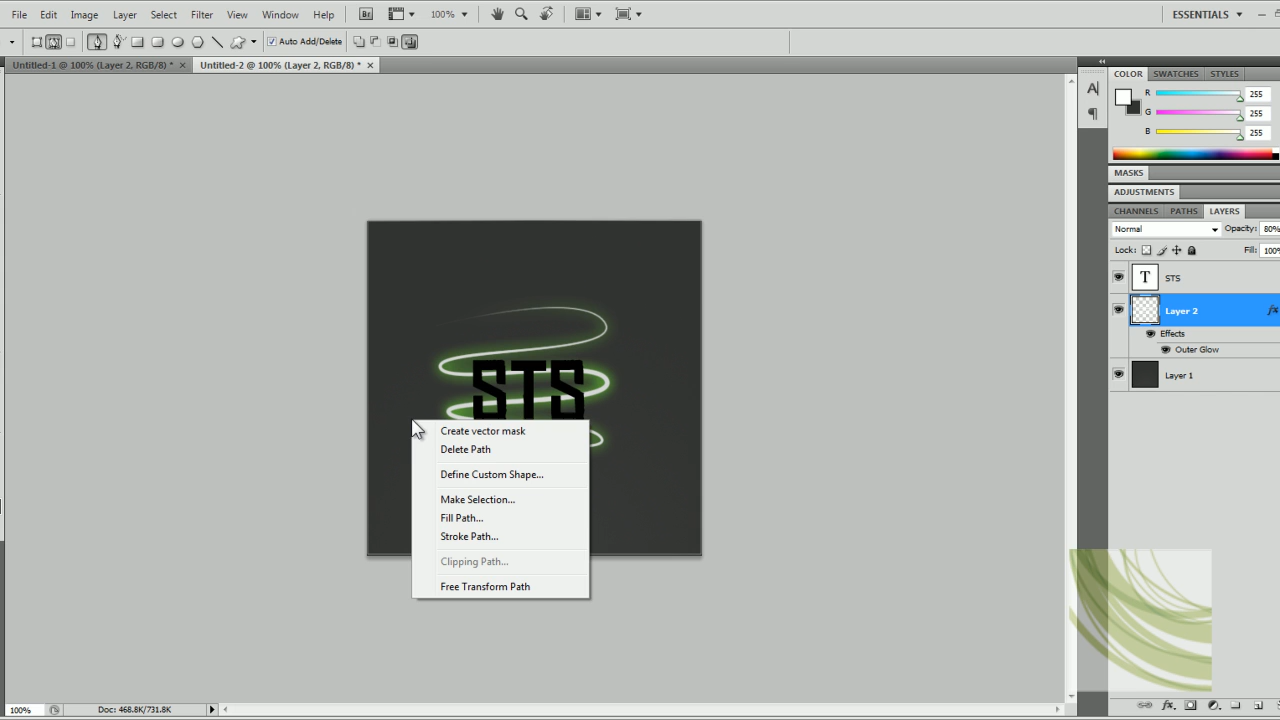 File Edit Image Layer Select Filter View Window Help Br 100% ESSENTIALS
Auto Add/Delete
Untitled-1 @ 100% (Layer 2, RGB/8) * × Untitled-2 @ 100% (Layer 2, RGB/8) * ×
COLOR SWATCHES STYLES
R 255
G 255
B 255
MASKS
ADJUSTMENTS
CHANNELS PATHS LAYERS
Normal Opacity: 80%
Lock: Fill: 100%
T STS
Layer 2 fx
Effects
Outer Glow
Layer 1
STS
Create vector mask
Delete Path
Define Custom Shape...
Make Selection...
Fill Path...
Stroke Path...
Clipping Path...
Free Transform Path
100% Doc: 468.8K/731.8K fx.